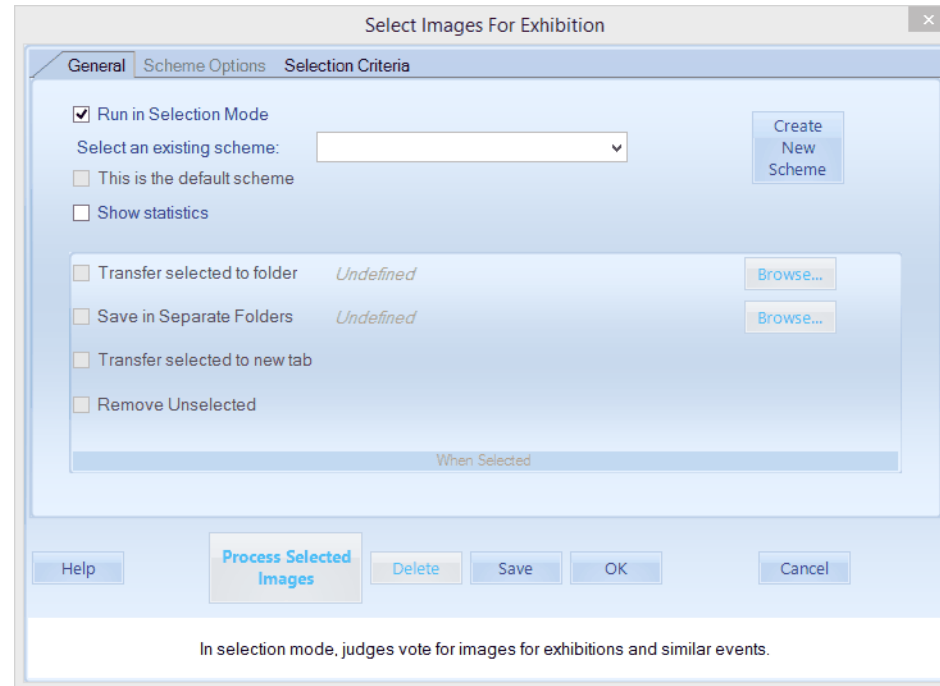 Select Images For Exhibition
General Scheme Options Selection Criteria
Run in Selection Mode
Select an existing scheme:
This is the default scheme
Show statistics
Create
New
Scheme
Transfer selected to folder Undefined Browse...
Save in Separate Folders Undefined Browse...
Transfer selected to new tab
Remove Unselected
When Selected
Help
Process Selected
Images
Delete
Save
OK
Cancel
In selection mode, judges vote for images for exhibitions and similar events.